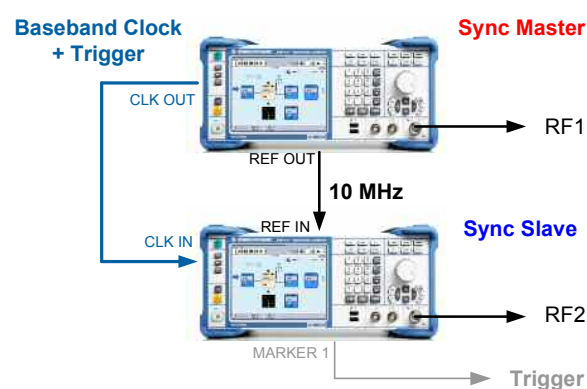 Baseband Clock
+ Trigger
Sync Master
CLK OUT
RF1
REF OUT
10 MHz
REF IN
CLK IN
Sync Slave
RF2
MARKER 1
Trigger